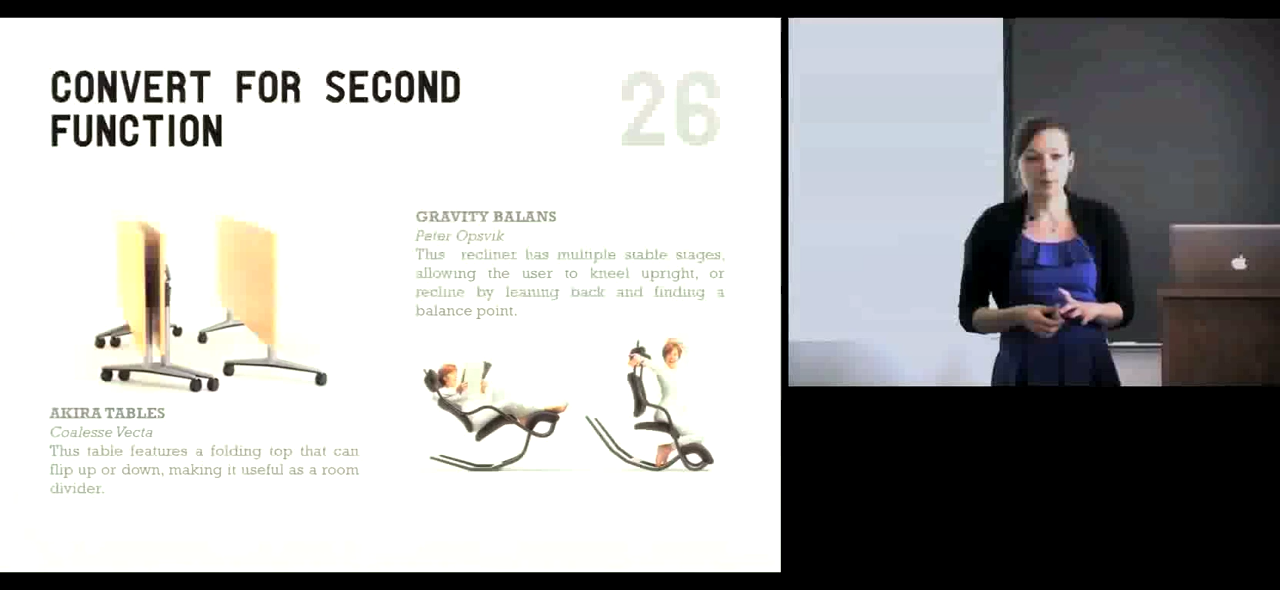 CONVERT FOR SECOND
FUNCTION
26
GRAVITY BALANS
Peter Opsvik
This recliner has multiple stable stages,
allowing the user to kneel upright, or
recline by leaning back and finding a
balance point.
AKIRA TABLES
Coalesse Vecta
This table features a folding top that can
flip up or down, making it useful as a room
divider.